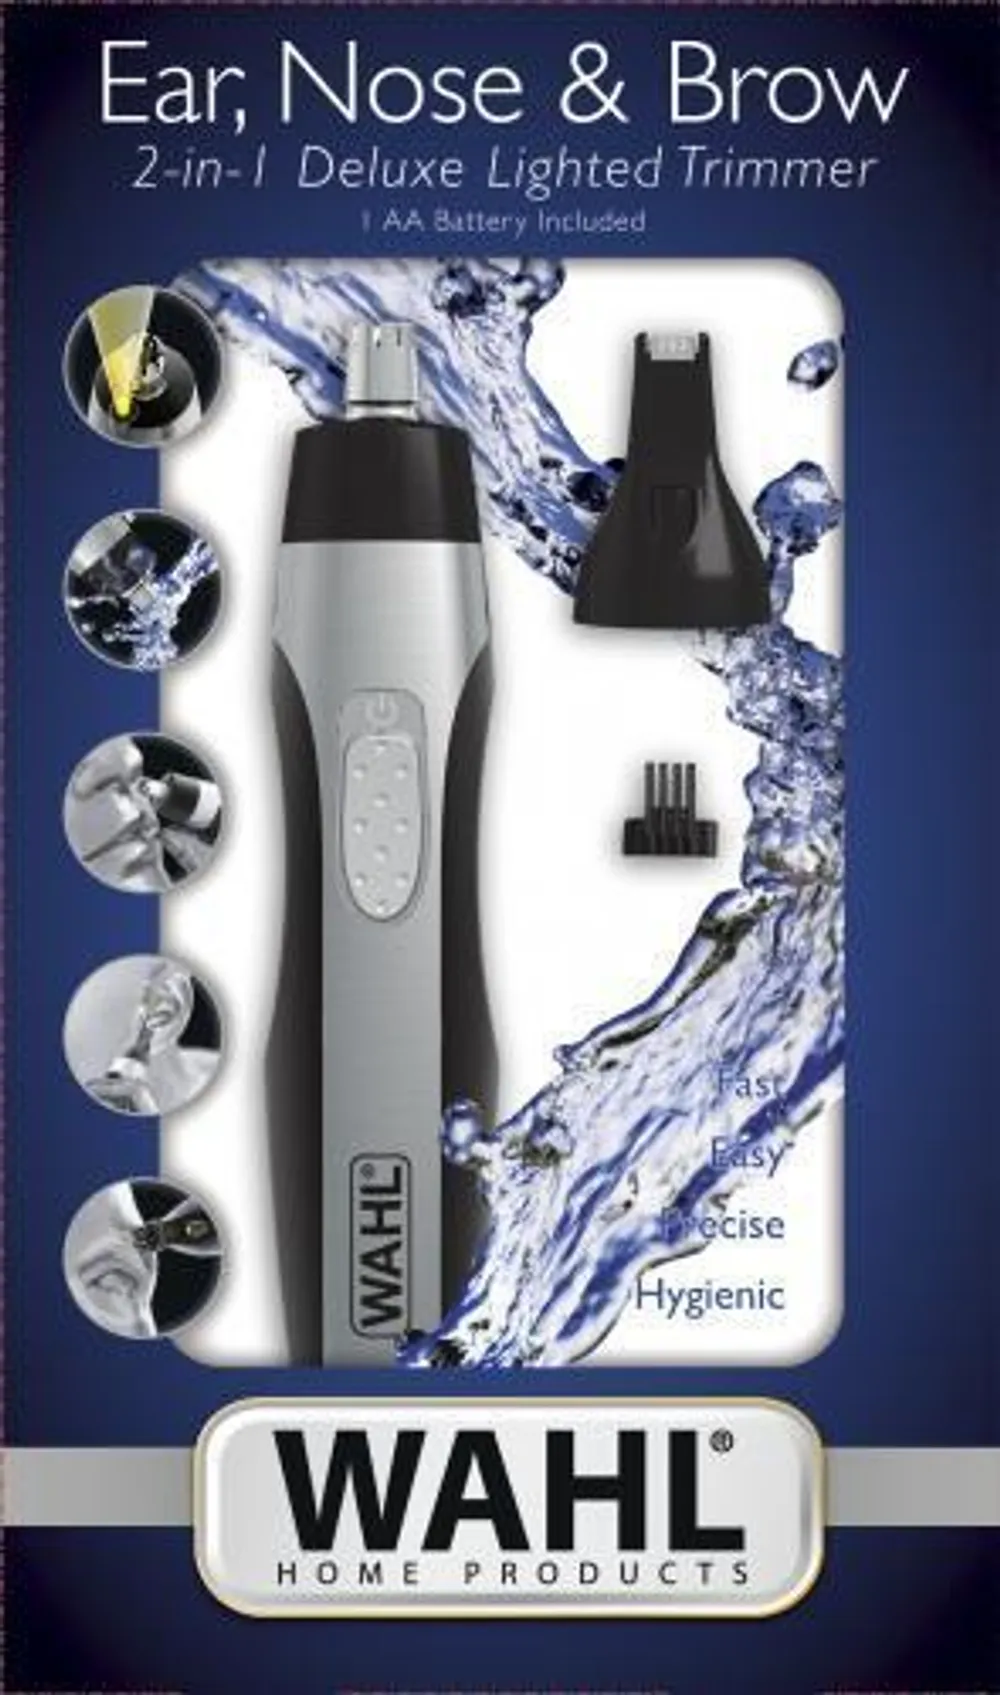 Ear, Nose & Brow
2-in-1 Deluxe Lighted Trimmer
1 AA Battery Included
Fast
Easy
Precise
Hygienic
WAHL®
WAHL®
HOME PRODUCTS